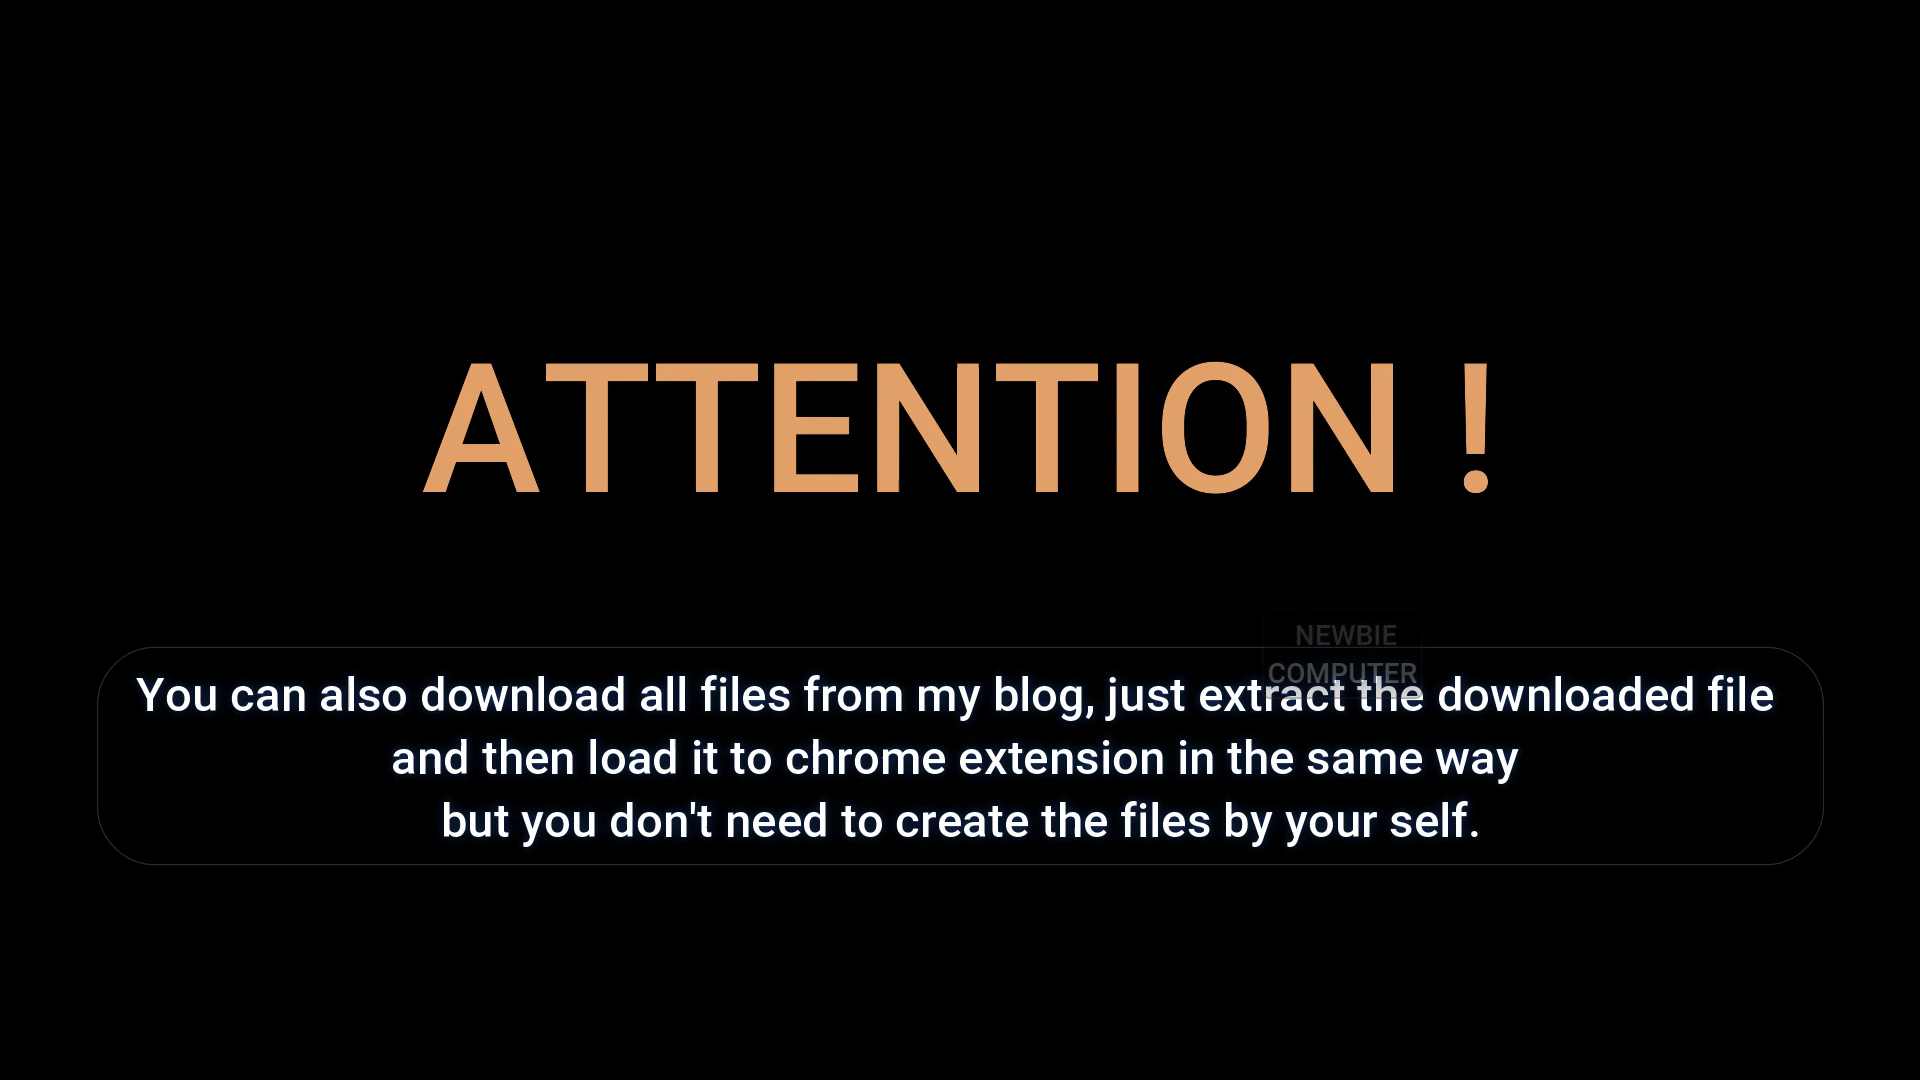 ATTENTION !
NEWBIE
COMPUTER
You can also download all files from my blog, just extract the downloaded file
and then load it to chrome extension in the same way
but you don't need to create the files by your self.